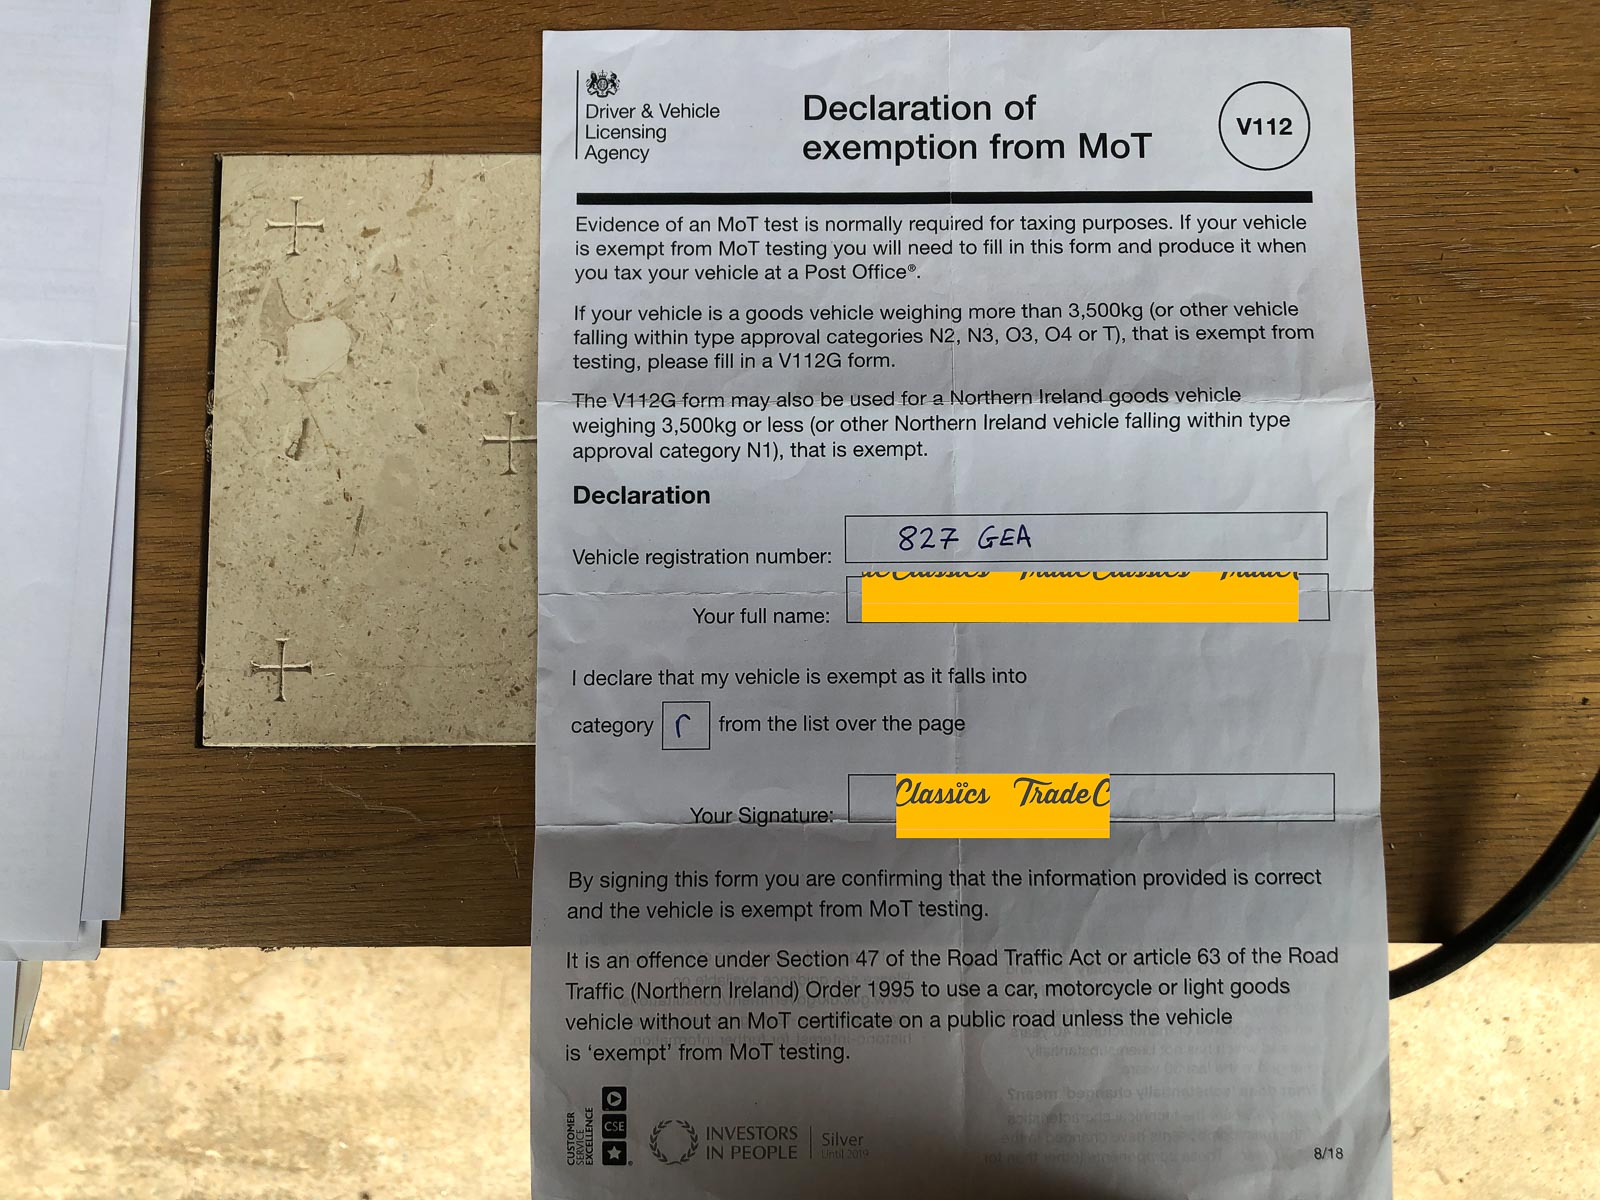 Driver & Vehicle
Licensing
Agency
Declaration of
exemption from MoT
V112
Evidence of an MoT test is normally required for taxing purposes. If your vehicle
is exempt from MoT testing you will need to fill in this form and produce it when
you tax your vehicle at a Post Office®.
If your vehicle is a goods vehicle weighing more than 3,500kg (or other vehicle
falling within type approval categories N2, N3, O3, O4 or T), that is exempt from
testing, please fill in a V112G form.
The V112G form may also be used for a Northern Ireland goods vehicle
weighing 3,500kg or less (or other Northern Ireland vehicle falling within type
approval category N1), that is exempt.
Declaration
Vehicle registration number: 827 GEA
Your full name:
I declare that my vehicle is exempt as it falls into
category r from the list over the page
Your Signature: Classics Trade C
By signing this form you are confirming that the information provided is correct
and the vehicle is exempt from MoT testing.
It is an offence under Section 47 of the Road Traffic Act or article 63 of the Road
Traffic (Northern Ireland) Order 1995 to use a car, motorcycle or light goods
vehicle without an MoT certificate on a public road unless the vehicle
is ‘exempt’ from MoT testing.
CUSTOMER
SERVICE
EXCELLENCE
CSE
INVESTORS
IN PEOPLE
Silver
Until 2019
8/18